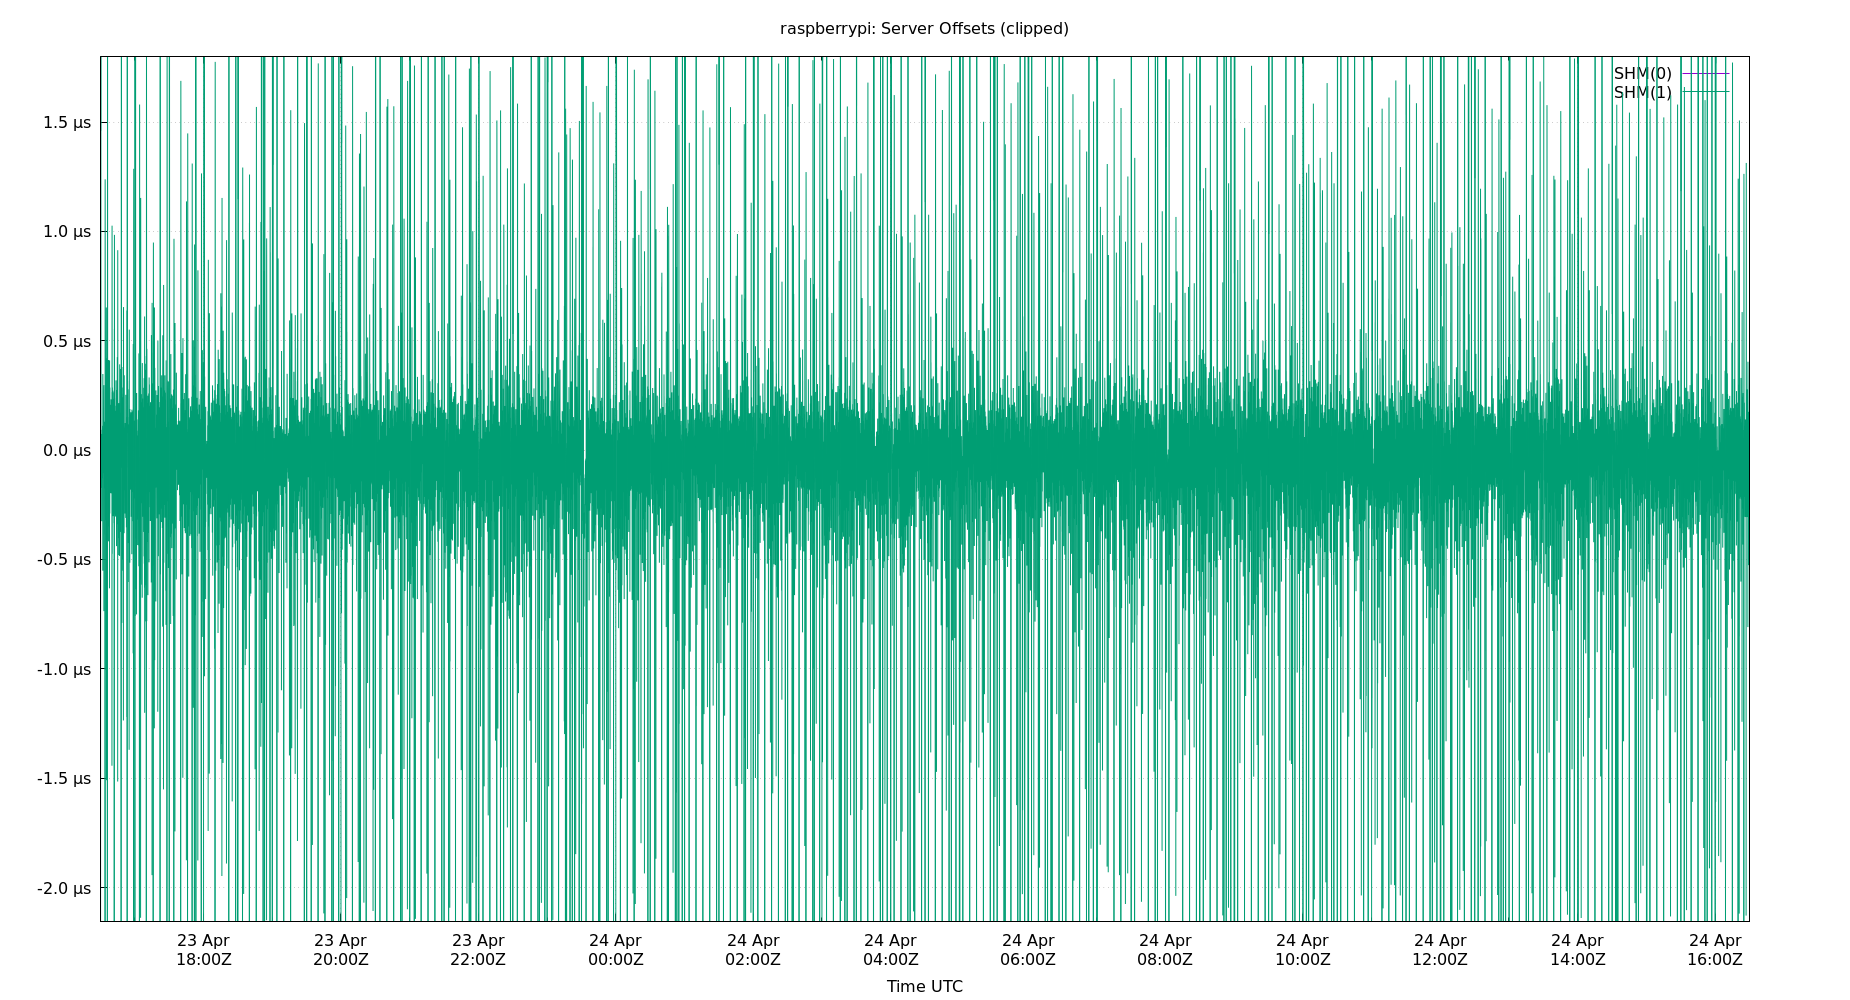 raspberrypi: Server Offsets (clipped)
SHM(0)
SHM(1)
1.5 µs
1.0 µs
0.5 µs
0.0 µs
-0.5 µs
-1.0 µs
-1.5 µs
-2.0 µs
23 Apr 23 Apr 23 Apr 24 Apr 24 Apr 24 Apr 24 Apr 24 Apr 24 Apr 24 Apr 24 Apr 24 Apr
18:00Z 20:00Z 22:00Z 00:00Z 02:00Z 04:00Z 06:00Z 08:00Z 10:00Z 12:00Z 14:00Z 16:00Z
Time UTC